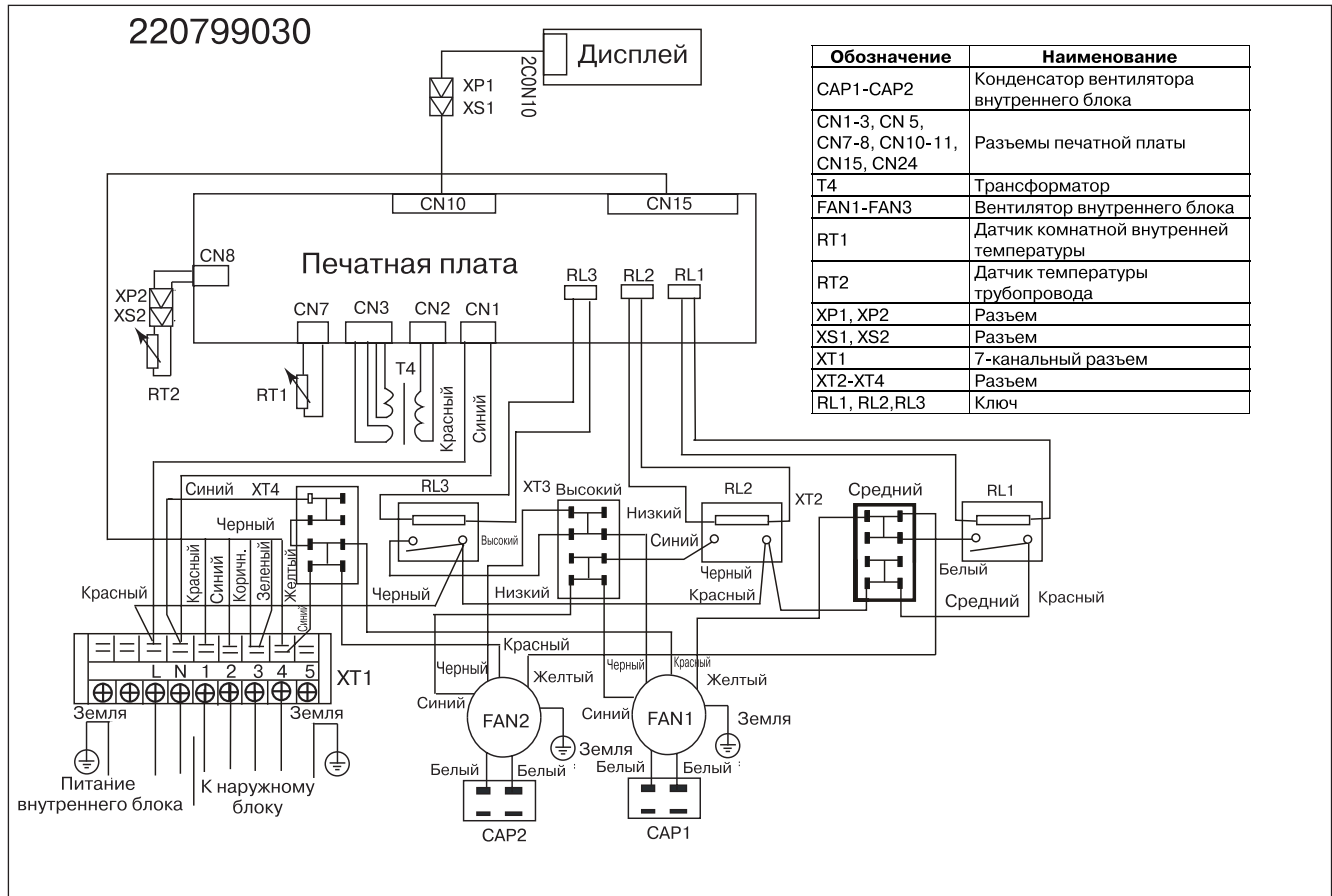 220799030
Дисплей
2CON10
XP1
XS1
Обозначение Наименование
CAP1-CAP2 Конденсатор вентилятора
внутреннего блока
CN1-3, CN 5,
CN7-8, CN10-11,
CN15, CN24
Разъемы печатной платы
T4 Трансформатор
FAN1-FAN3 Вентилятор внутреннего блока
RT1 Датчик комнатной внутренней
температуры
RT2 Датчик температуры
трубопровода
XP1, XP2 Разъем
XS1, XS2 Разъем
XT1 7-канальный разъем
XT2-XT4 Разъем
RL1, RL2,RL3 Ключ
CN10 CN15
CN8
Печатная плата
RL3 RL2 RL1
XP2
XS2
CN7 CN3 CN2 CN1
RT2
RT1
T4
Красный
Синий
Синий XT4
RL3
XT3 Высокий
RL2
XT2
Средний
RL1
Черный
Высокий
Низкий
Синий
Белый
Черный
Красный
Красный
Синий
Коричн.
Зеленый
Желтый
Синий
Черный
Низкий
Красный
Средний
Красный
L N 1 2 3 4 5
XT1
Земля
Земля
Черный
Красный
Желтый
Черный
Красный
Желтый
Синий
FAN2
Земля
Синий
FAN1
Земля
Белый Белый
Белый Белый
CAP2
CAP1
Питание
внутреннего блока
К наружному
блоку